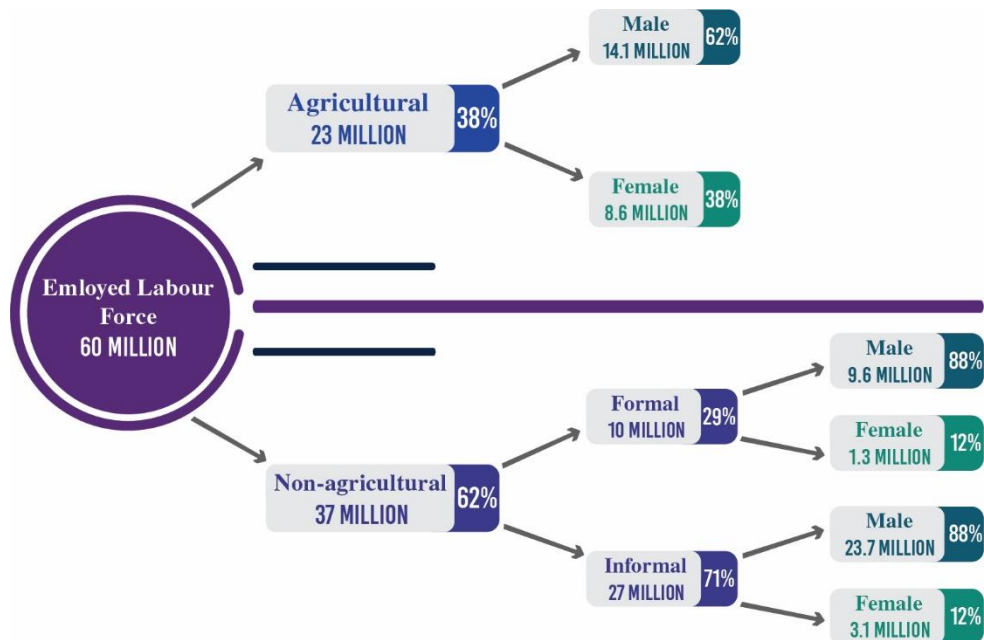 Male
14.1 MILLION
62%
Agricultural
23 MILLION
38%
Female
8.6 MILLION
38%
Emloyed Labour
Force
60 MILLION
Male
9.6 MILLION
88%
Formal
10 MILLION
29%
Female
1.3 MILLION
12%
Non-agricultural
37 MILLION
62%
Male
23.7 MILLION
88%
Informal
27 MILLION
71%
Female
3.1 MILLION
12%